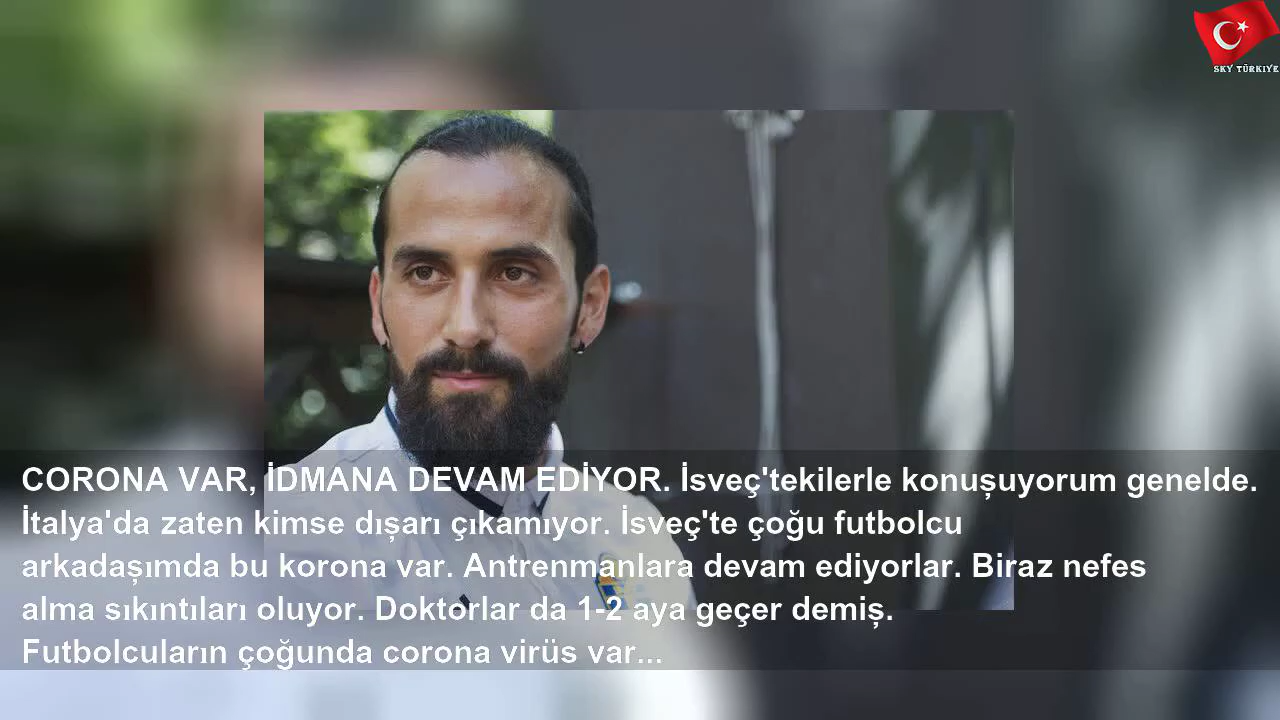 SKY TÜRKIYE
CORONA VAR, İDMANA DEVAM EDİYOR. İsveç'tekilerle konuşuyorum genelde.
İtalya'da zaten kimse dışarı çıkamıyor. İsveç'te çoğu futbolcu
arkadaşımda bu korona var. Antrenmanlara devam ediyorlar. Biraz nefes
alma sıkıntıları oluyor. Doktorlar da 1-2 aya geçer demiş.
Futbolcuların çoğunda corona virüs var...